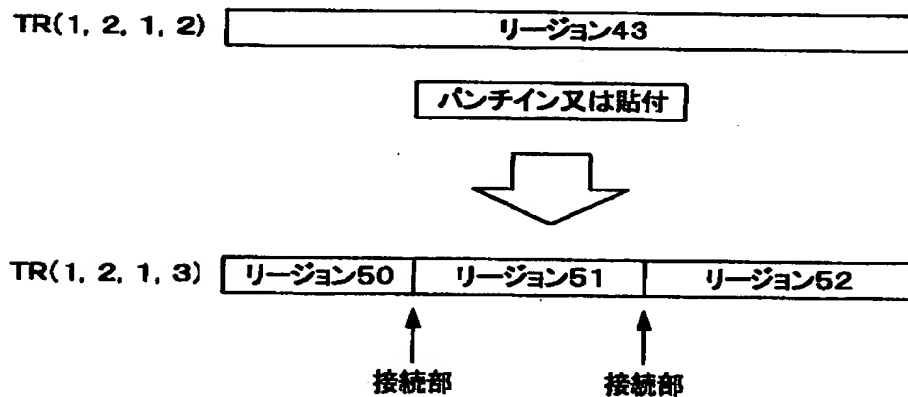 TR(1, 2, 1, 2) リージョン43
パンチイン又は貼付
TR(1, 2, 1, 3) リージョン50 リージョン51 リージョン52
接続部 接続部